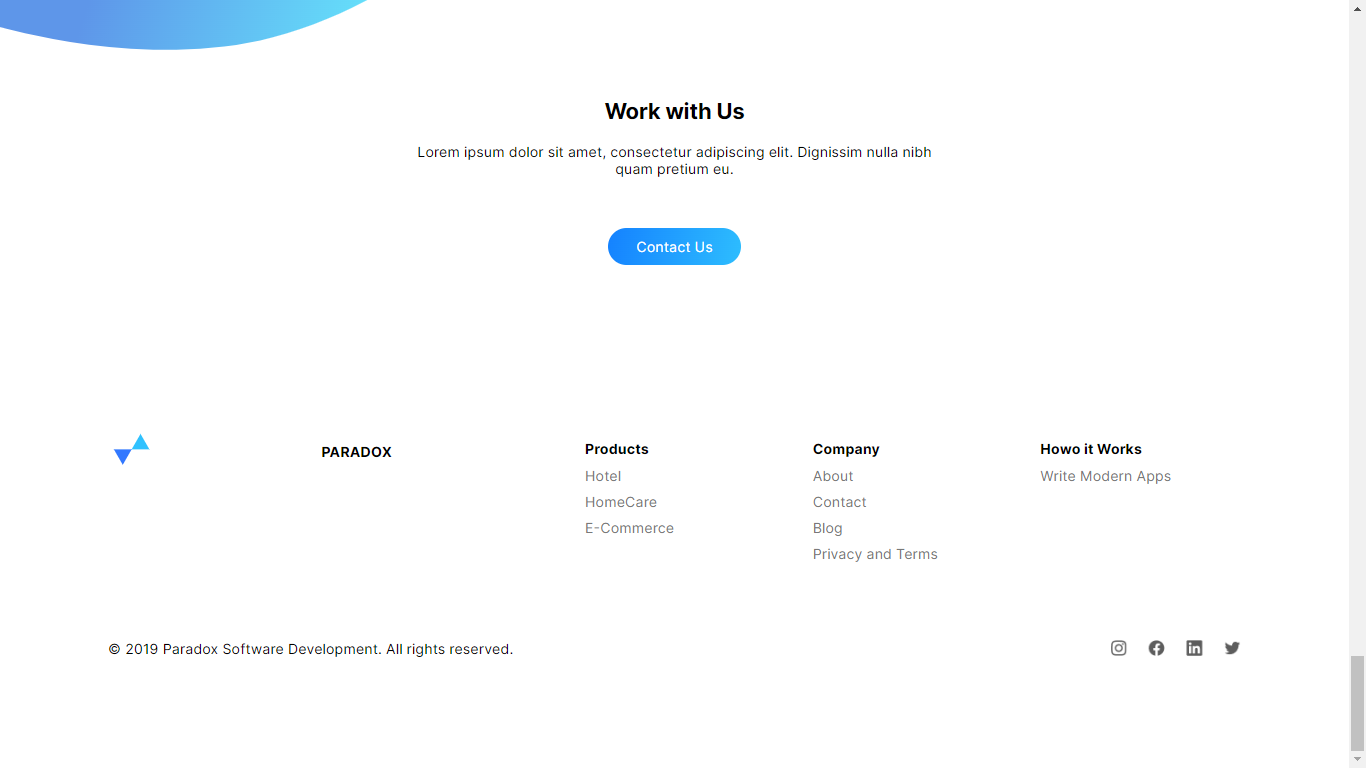 Work with Us
Lorem ipsum dolor sit amet, consectetur adipiscing elit. Dignissim nulla nibh
quam pretium eu.
Contact Us
PARADOX
Products
Hotel
HomeCare
E-Commerce
Company
About
Contact
Blog
Privacy and Terms
Howo it Works
Write Modern Apps
© 2019 Paradox Software Development. All rights reserved.